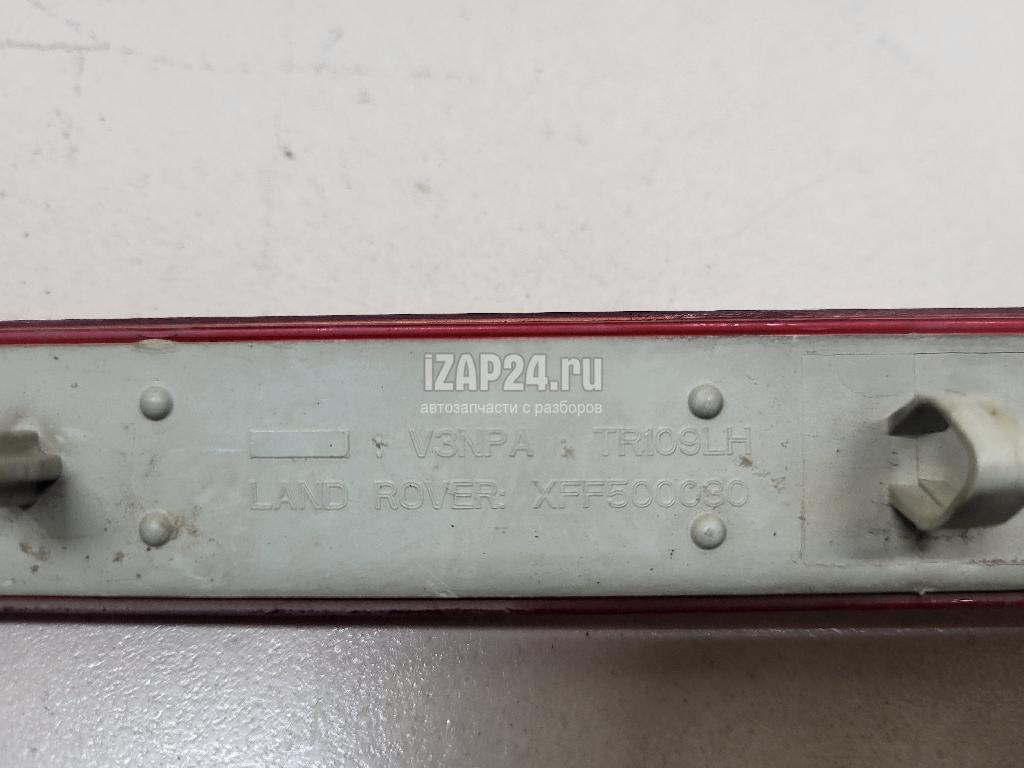 iZAP24.ru
автозапчасти с разборов
: V3NPA : TR109LH
LAND ROVER: XFF500030